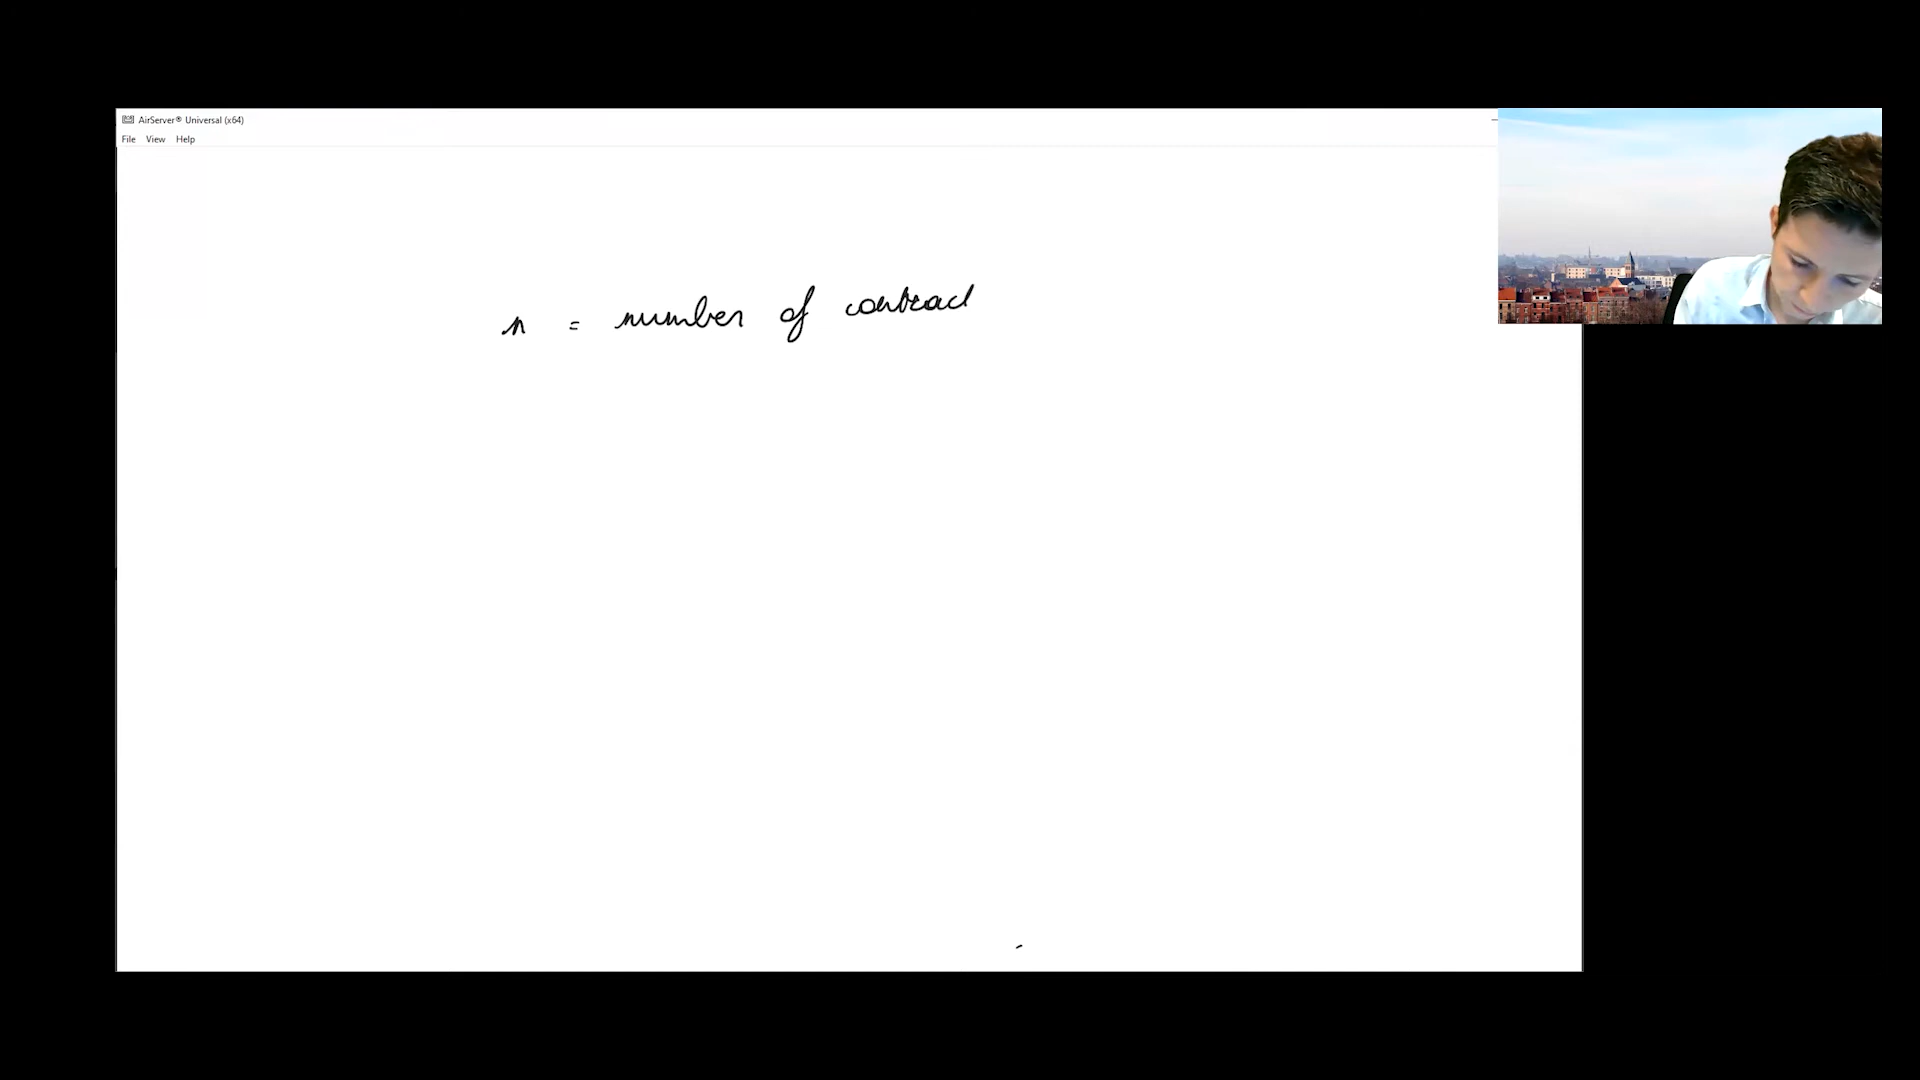 AirServer® Universal (x64)
File View Help
n = number of contract